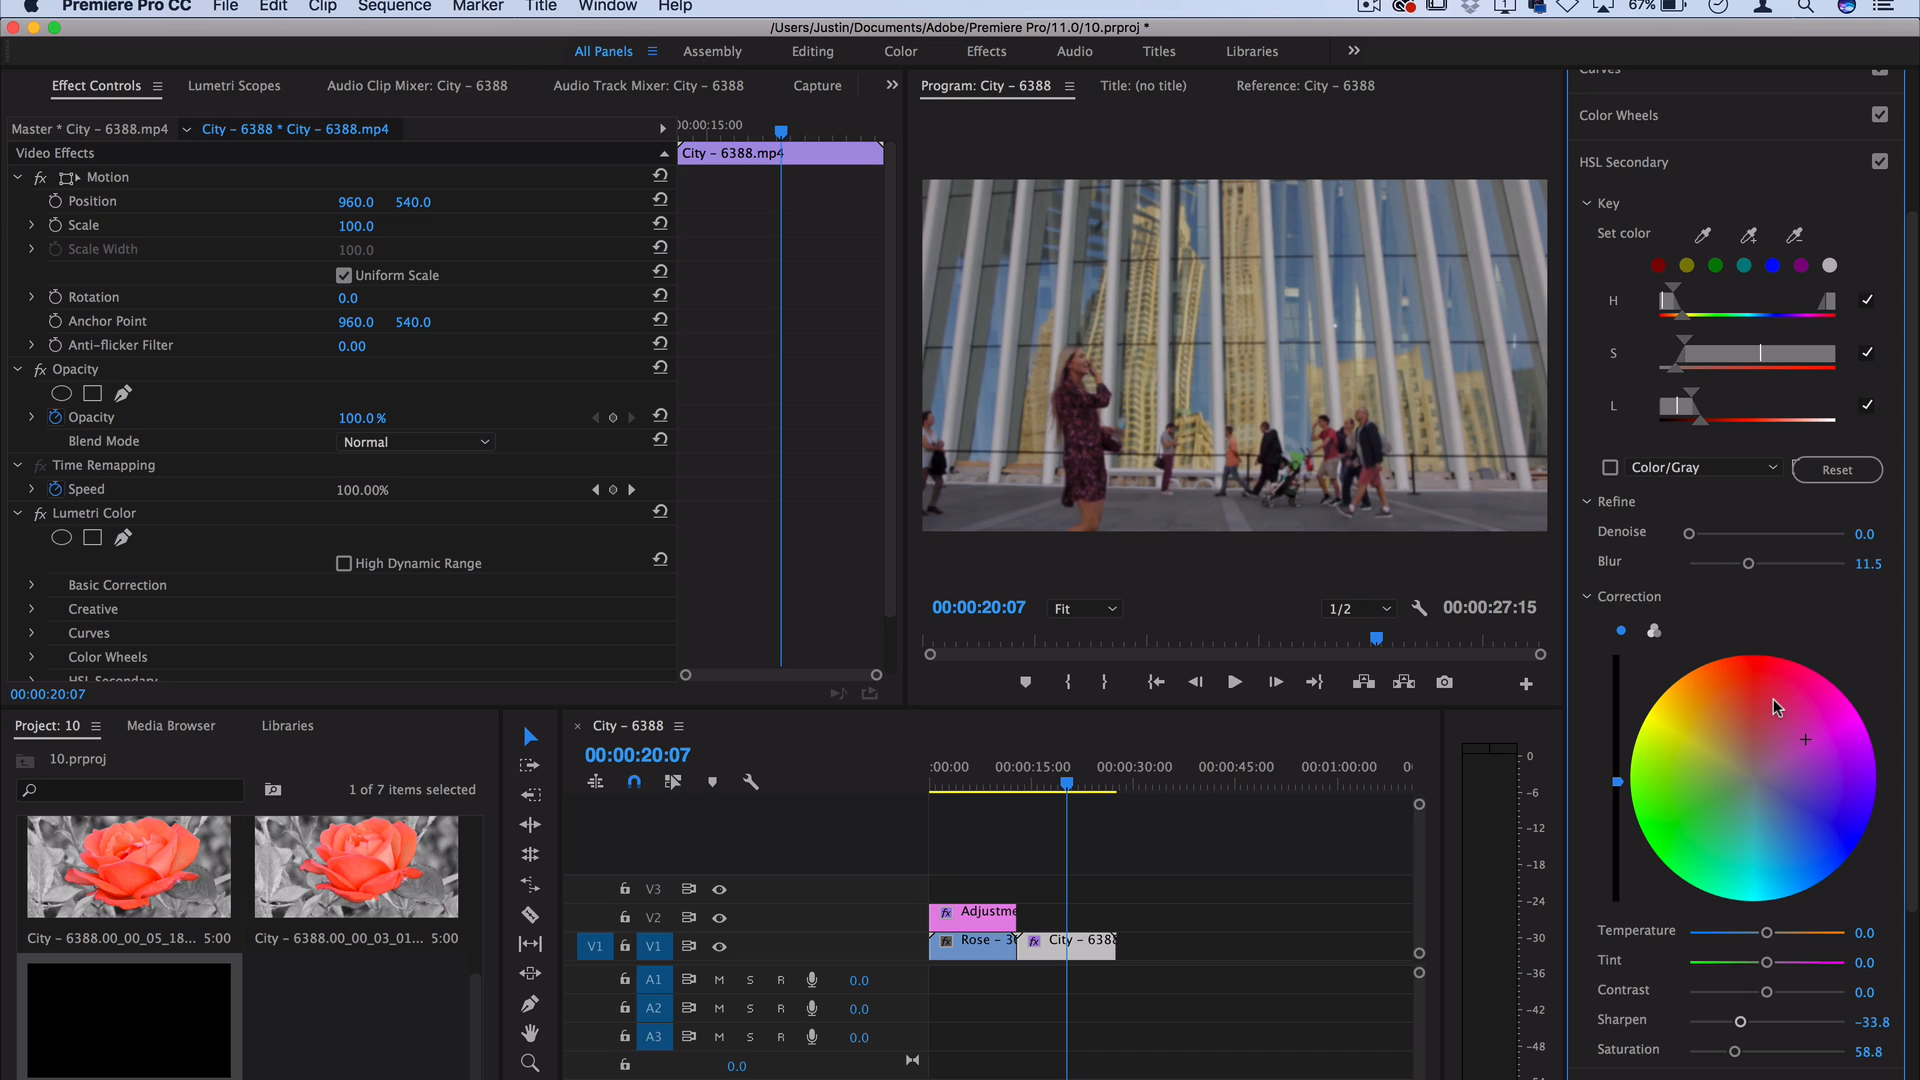 Premiere Pro CC File Edit Clip Sequence Marker Title Window Help 67%
/Users/Justin/Documents/Adobe/Premiere Pro/11.0/10.prproj *
All Panels Assembly Editing Color Effects Audio Titles Libraries
Effect Controls Lumetri Scopes Audio Clip Mixer: City - 6388 Audio Track Mixer: City - 6388 Capture
Master * City - 6388.mp4 City - 6388 * City - 6388.mp4
00:00:15:00
Video Effects
City - 6388.mp4
fx Motion
Position 960.0 540.0
Scale 100.0
Scale Width 100.0
Uniform Scale
Rotation 0.0
Anchor Point 960.0 540.0
Anti-flicker Filter 0.00
fx Opacity
Opacity 100.0 %
Blend Mode Normal
fx Time Remapping
Speed 100.00%
fx Lumetri Color
High Dynamic Range
Basic Correction
Creative
Curves
Color Wheels
HSL Secondary
00:00:20:07
Program: City - 6388 Title: (no title) Reference: City - 6388
00:00:20:07 Fit 1/2 00:00:27:15
Curves
Color Wheels
HSL Secondary
Key
Set color
H
S
L
Color/Gray Reset
Refine
Denoise 0.0
Blur 11.5
Correction
Temperature 0.0
Tint 0.0
Contrast 0.0
Sharpen -33.8
Saturation 58.8
Project: 10 Media Browser Libraries
10.prproj
1 of 7 items selected
City - 6388.00_00_05_18... 5:00 City - 6388.00_00_03_01... 5:00
× City - 6388
00:00:20:07
:00:00 00:00:15:00 00:00:30:00 00:00:45:00 00:01:00:00
V3
V2 fx Adjustme
V1 V1 fx Rose - 3 fx City - 6388
A1 M S R 0.0
A2 M S R 0.0
A3 M S R 0.0
0.0
0
-6
-12
-18
-24
-30
-36
-42
-48